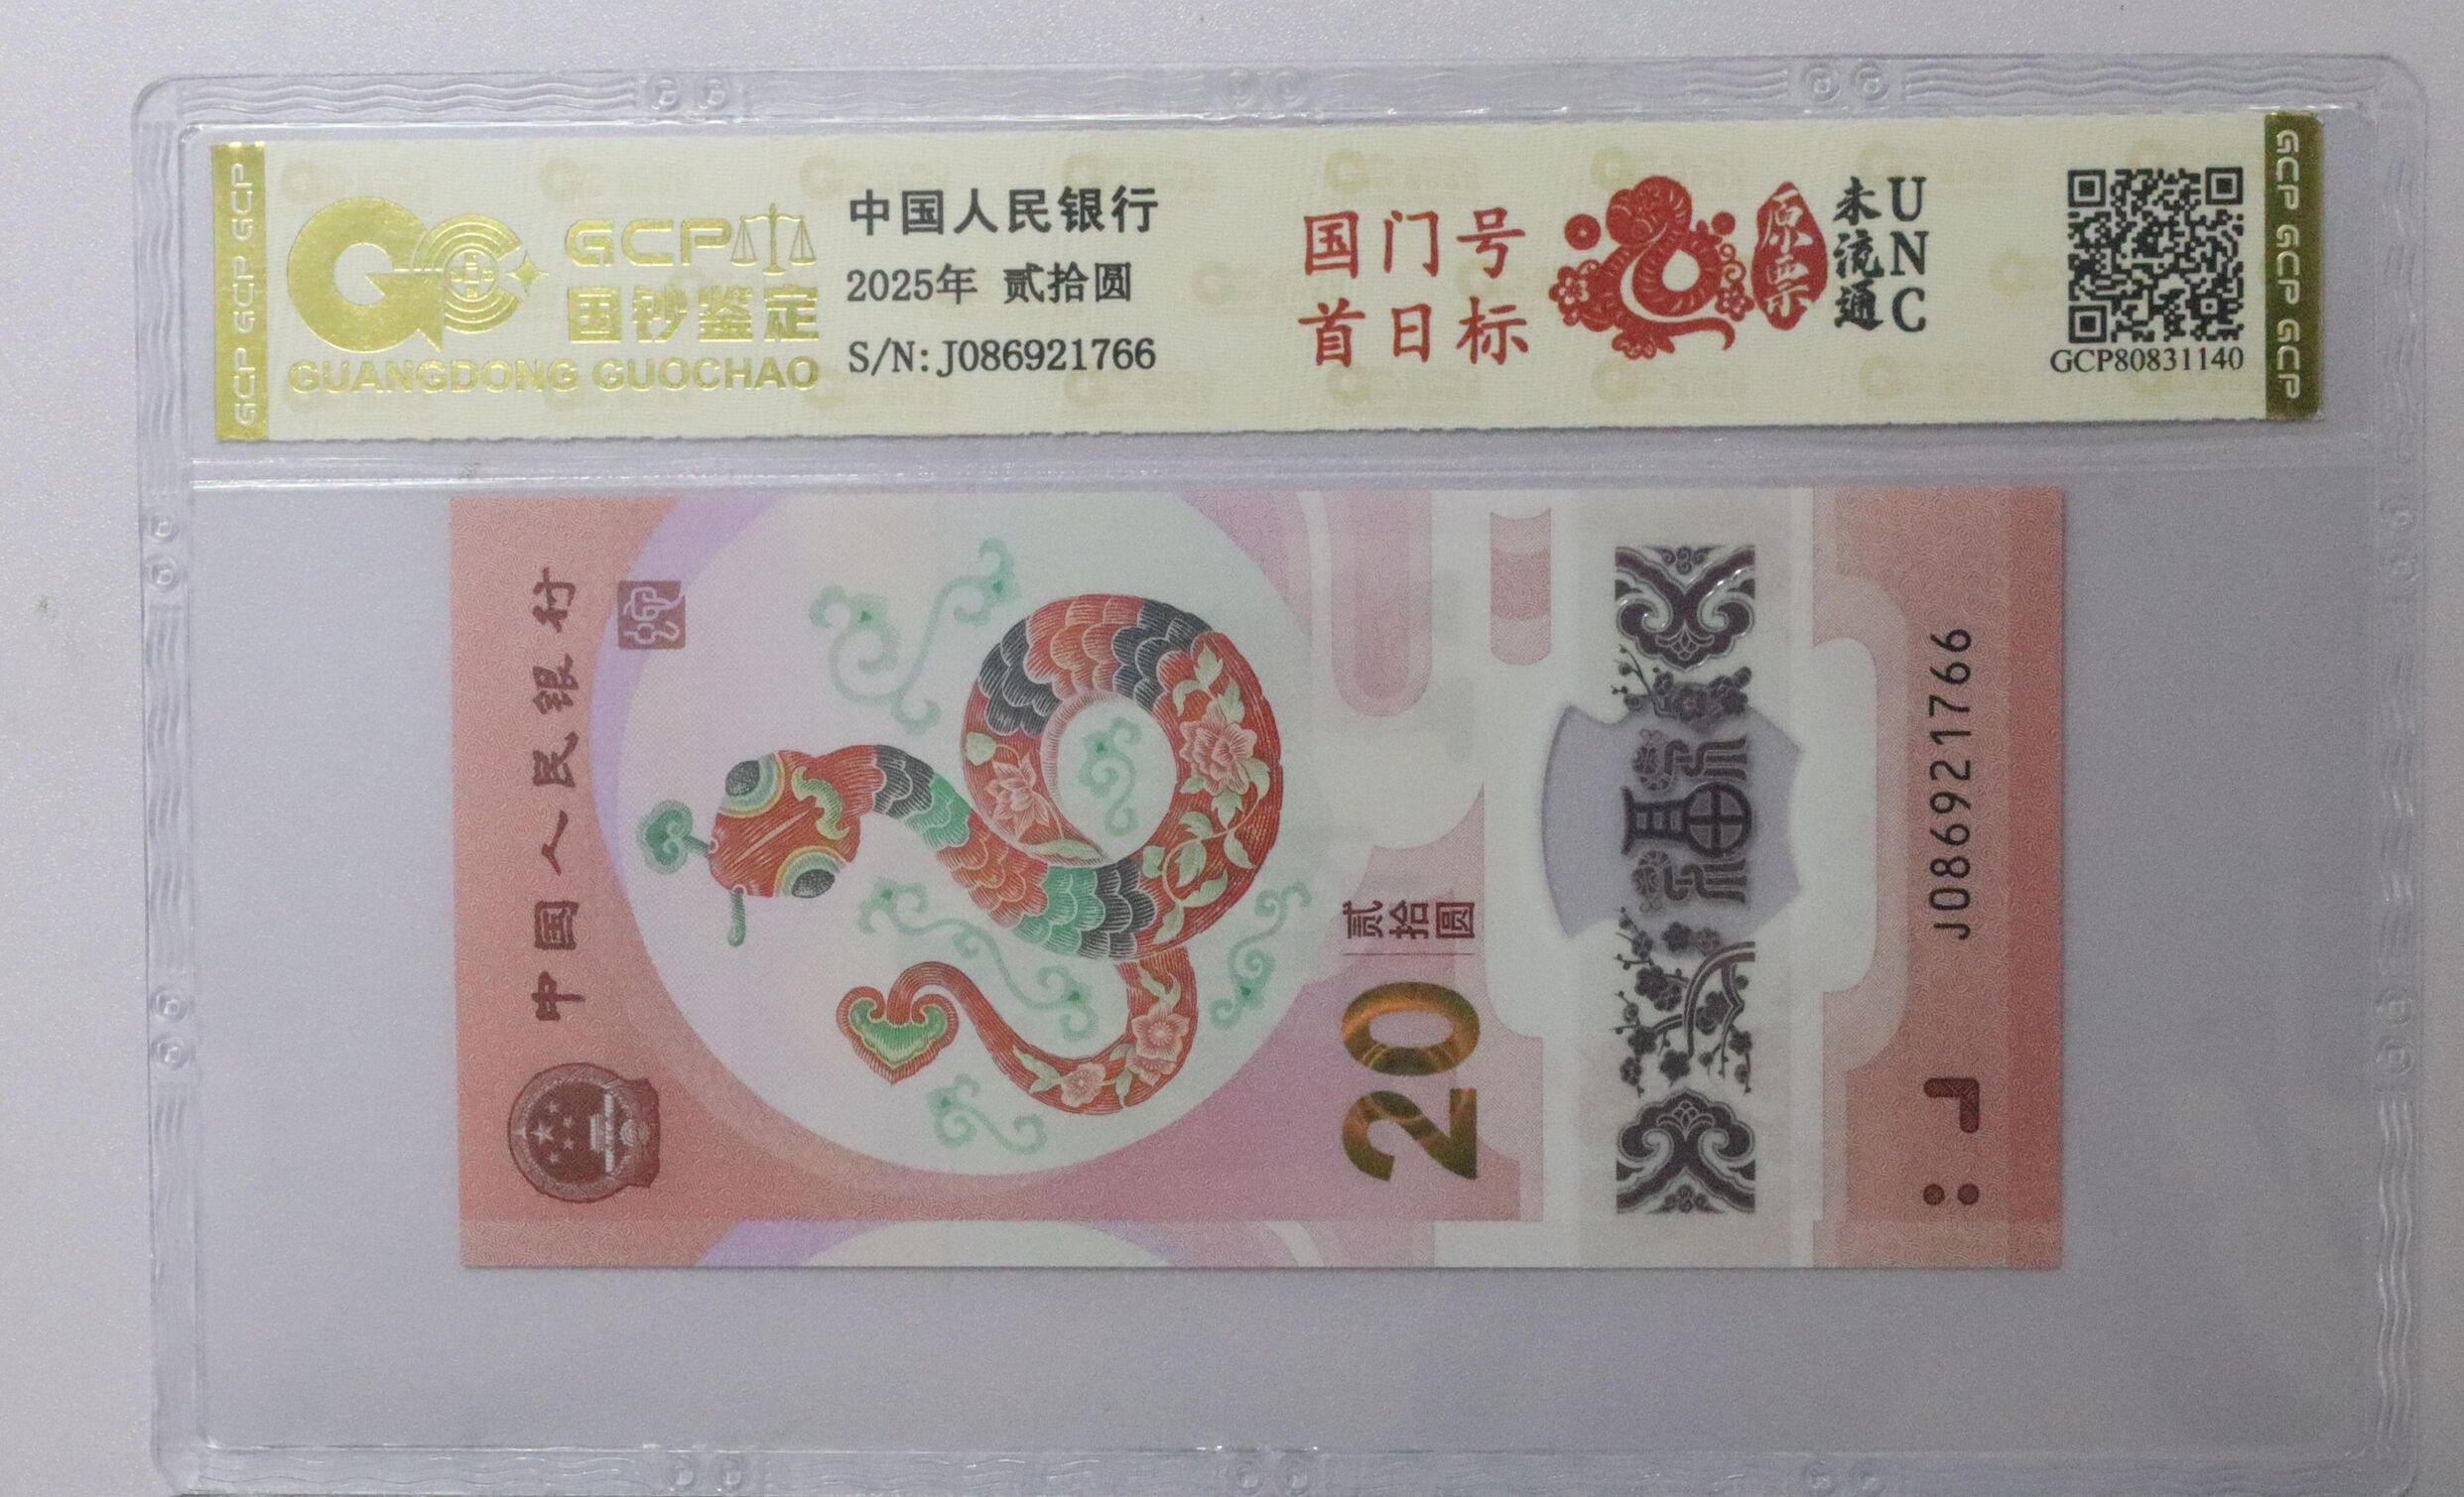 GCP GCP GCP
GCP
国钞鉴定
GUANGDONG GUOCHAO
中国人民银行
2025年 贰拾圆
S/N: J086921766
国门号
首日标
原票
未流通
UNC
GCP80831140
GCP GCP GCP
中国人民银行
20
贰拾圆
福
J086921766